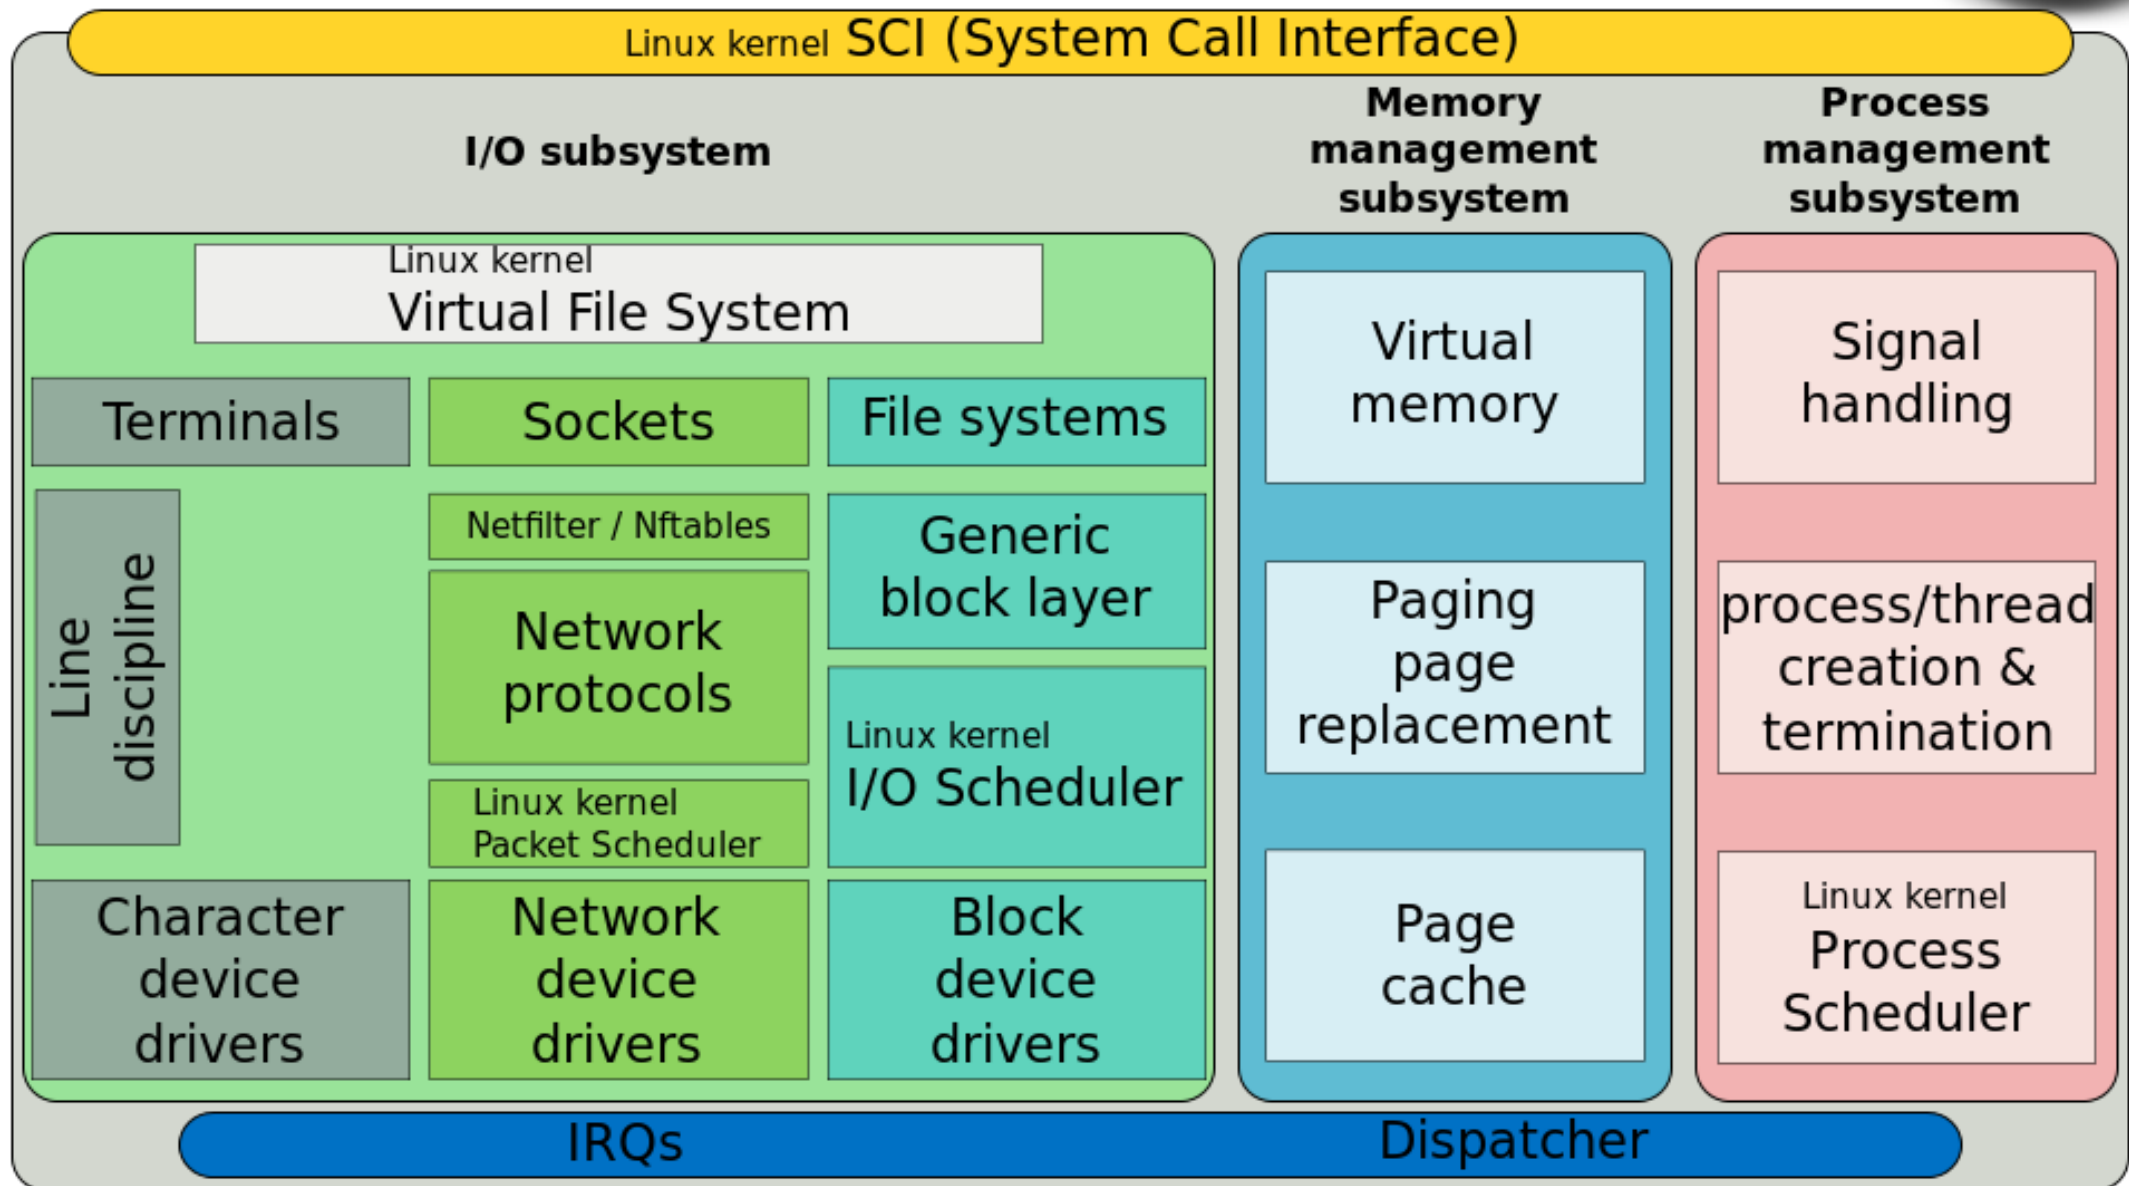 Linux kernel SCI (System Call Interface)
I/O subsystem
Memory
management
subsystem
Process
management
subsystem
Linux kernel
Virtual File System
Terminals
Sockets
File systems
Line
discipline
Netfilter / Nftables
Network
protocols
Linux kernel
Packet Scheduler
Generic
block layer
Linux kernel
I/O Scheduler
Character
device
drivers
Network
device
drivers
Block
device
drivers
Virtual
memory
Paging
page
replacement
Page
cache
Signal
handling
process/thread
creation &
termination
Linux kernel
Process
Scheduler
IRQs
Dispatcher